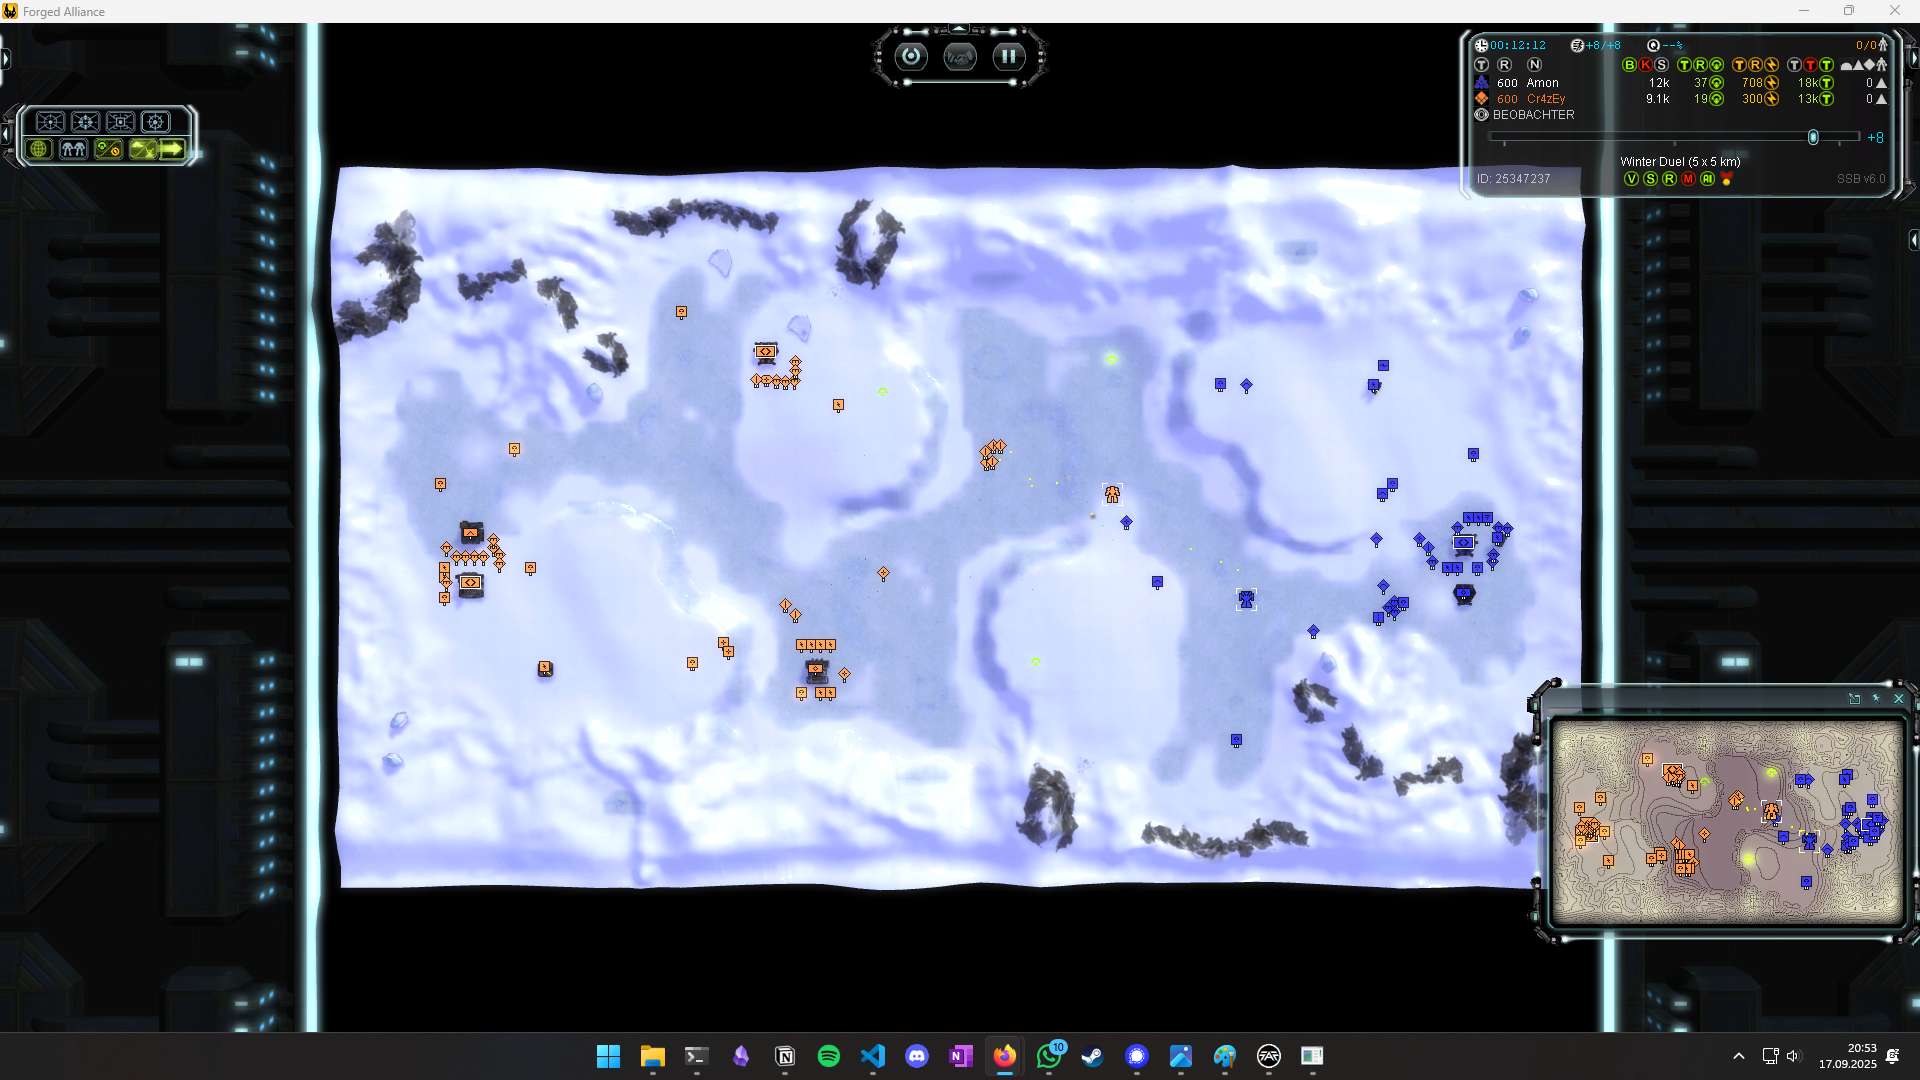 Forged Alliance
00:12:12 +8/+8 Q --% 0/0
T R N B K S T R T R T T T
600 Amon 12k 37 708 18k T 0
600 Cr4zEy 9.1k 19 300 13k T 0
BEOBACHTER
+8
Winter Duel (5 x 5 km)
ID: 25347237 V S R M AI SSB v6.0
10
20:53
17.09.2025